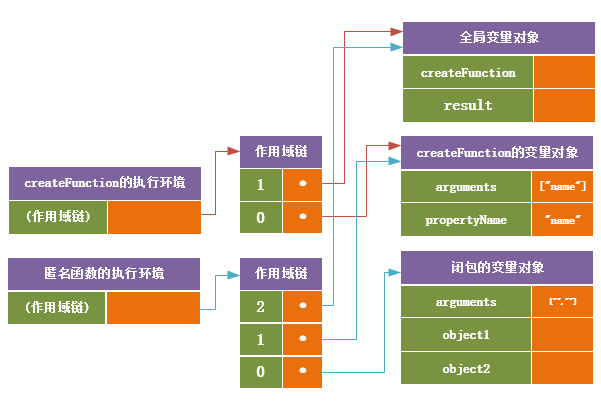 全局变量对象
createFunction
result
作用域链
createFunction的变量对象
createFunction的执行环境
1
arguments
["name"]
(作用域链)
0
propertyName
"name"
匿名函数的执行环境
作用域链
闭包的变量对象
(作用域链)
2
arguments
["",""]
1
object1
0
object2